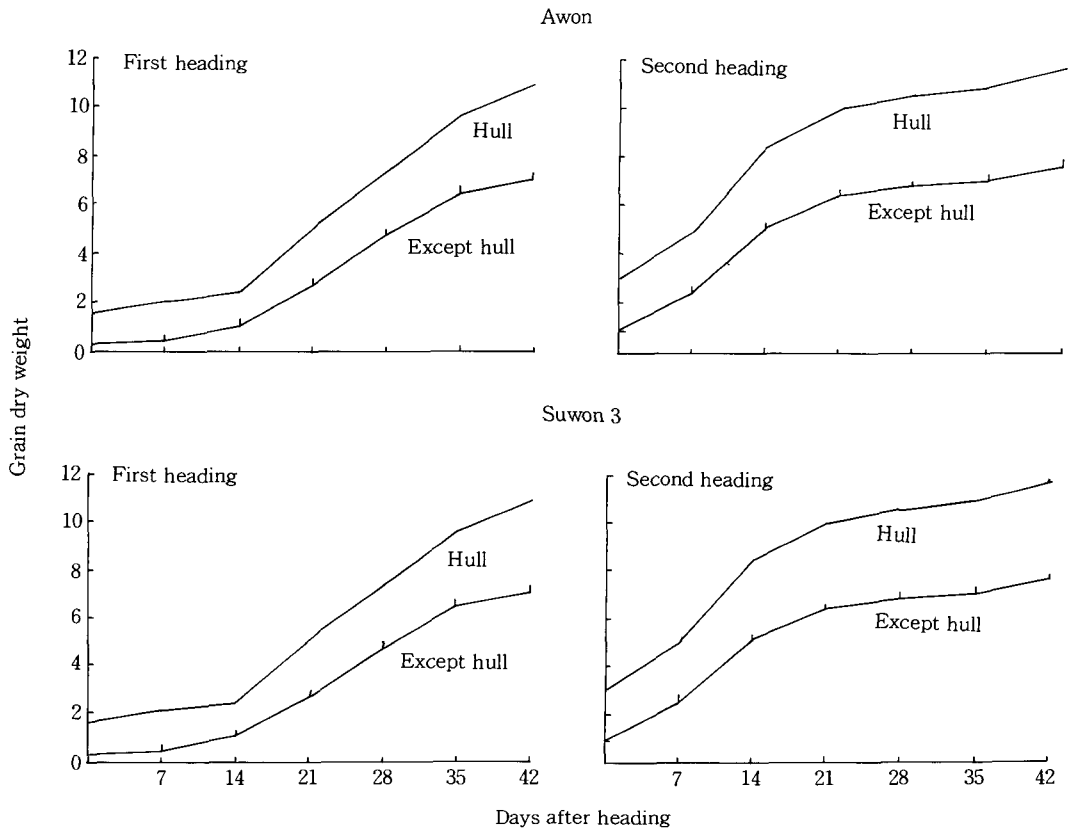 Awon
First heading
Second heading
12
10
8
6
4
2
0
Hull
Except hull
Hull
Except hull
Grain dry weight
Suwon 3
First heading
Second heading
12
10
8
6
4
2
0
Hull
Except hull
Hull
Except hull
7 14 21 28 35 42
7 14 21 28 35 42
Days after heading